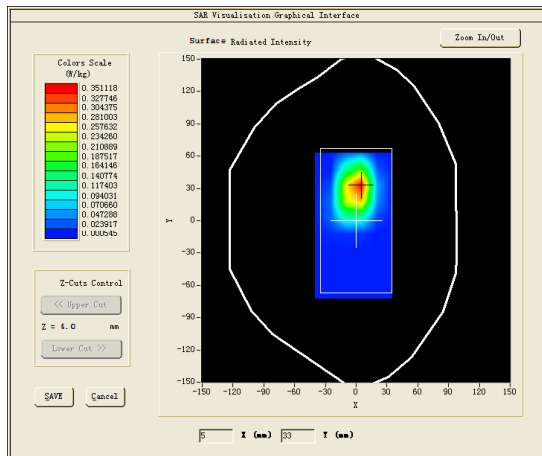 SAR Visualisation Graphical Interface
Surface Radiated Intensity
Zoom In/Out
Colors Scale
(W/kg)
0.351118
0.327746
0.304375
0.281003
0.257632
0.234260
0.210889
0.187517
0.164146
0.140774
0.117403
0.094031
0.070660
0.047288
0.023917
0.000545
Z-Cuts Control
<< Upper Cut
Z = 4.0 mm
Lower Cut >>
SAVE
Cancel
150
120
90
60
30
0
-30
-60
-90
-120
-150
Y
-150 -120 -90 -60 -30 0 30 60 90 120 150
X
5 X (mm) 33 Y (mm)